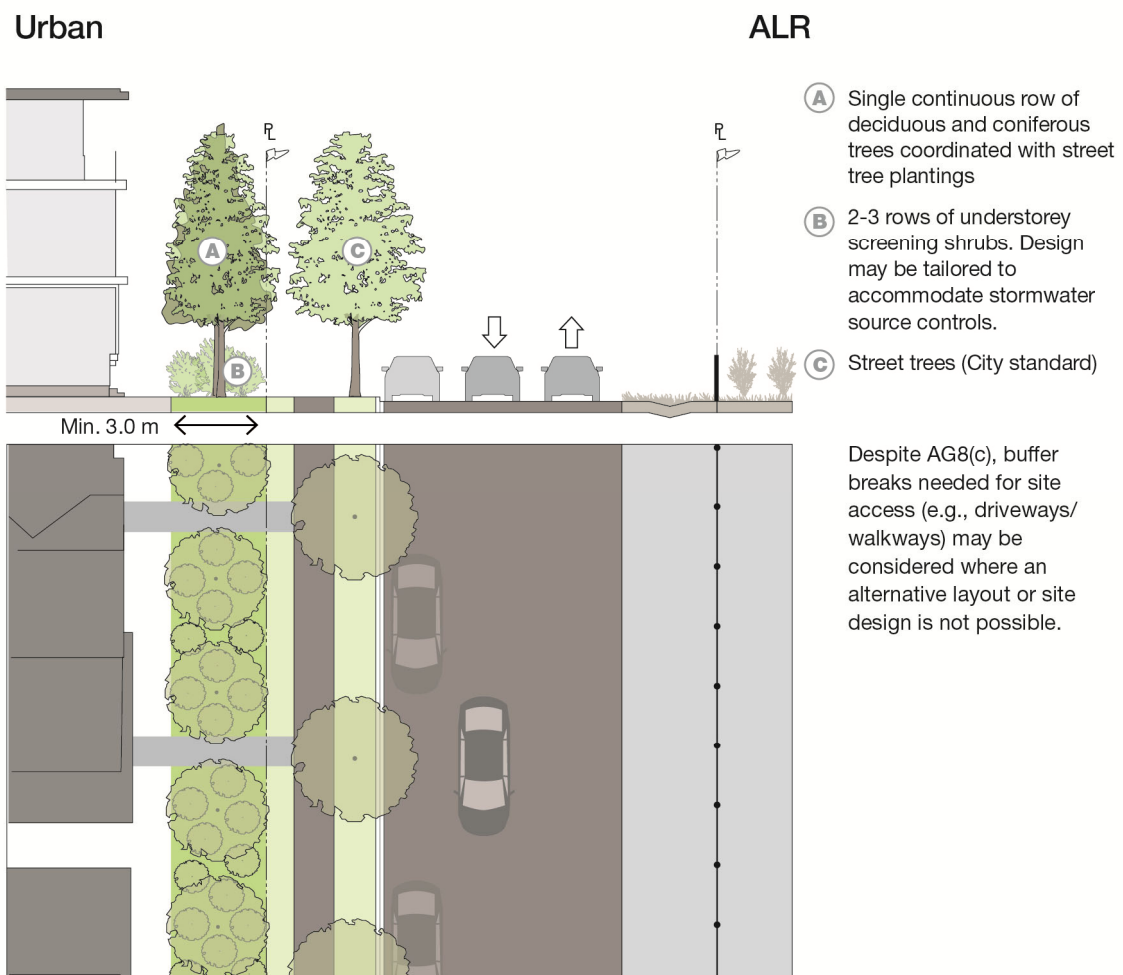 Urban
ALR
A
Single continuous row of
deciduous and coniferous
trees coordinated with street
tree plantings
B
2-3 rows of understorey
screening shrubs. Design
may be tailored to
accommodate stormwater
source controls.
C
Street trees (City standard)
PL
PL
A
C
B
Min. 3.0 m
Despite AG8(c), buffer
breaks needed for site
access (e.g., driveways/
walkways) may be
considered where an
alternative layout or site
design is not possible.